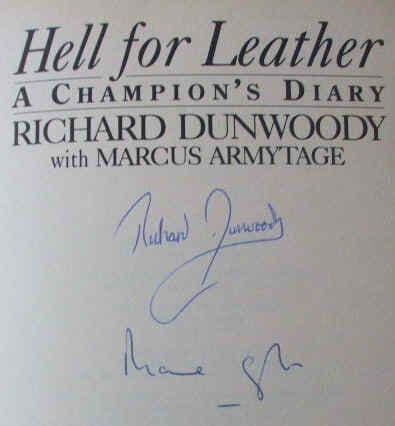 Hell for Leather
A CHAMPION'S DIARY
RICHARD DUNWOODY
with MARCUS ARMYTAGE
Richard Dunwoody